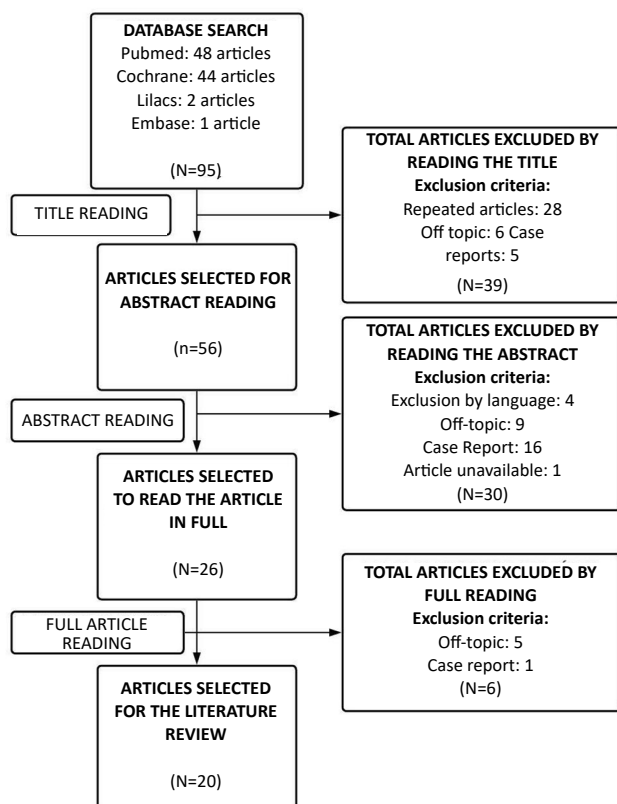 DATABASE SEARCH
Pubmed: 48 articles
Cochrane: 44 articles
Lilacs: 2 articles
Embase: 1 article
(N=95)
TITLE READING
TOTAL ARTICLES EXCLUDED BY
READING THE TITLE
Exclusion criteria:
Repeated articles: 28
Off topic: 6 Case
reports: 5
(N=39)
ARTICLES SELECTED FOR
ABSTRACT READING
(n=56)
ABSTRACT READING
TOTAL ARTICLES EXCLUDED BY
READING THE ABSTRACT
Exclusion criteria:
Exclusion by language: 4
Off-topic: 9
Case Report: 16
Article unavailable: 1
(N=30)
ARTICLES SELECTED
TO READ THE ARTICLE
IN FULL
(N=26)
FULL ARTICLE
READING
TOTAL ARTICLES EXCLUDED BY
FULL READING
Exclusion criteria:
Off-topic: 5
Case report: 1
(N=6)
ARTICLES SELECTED
FOR THE LITERATURE
REVIEW
(N=20)